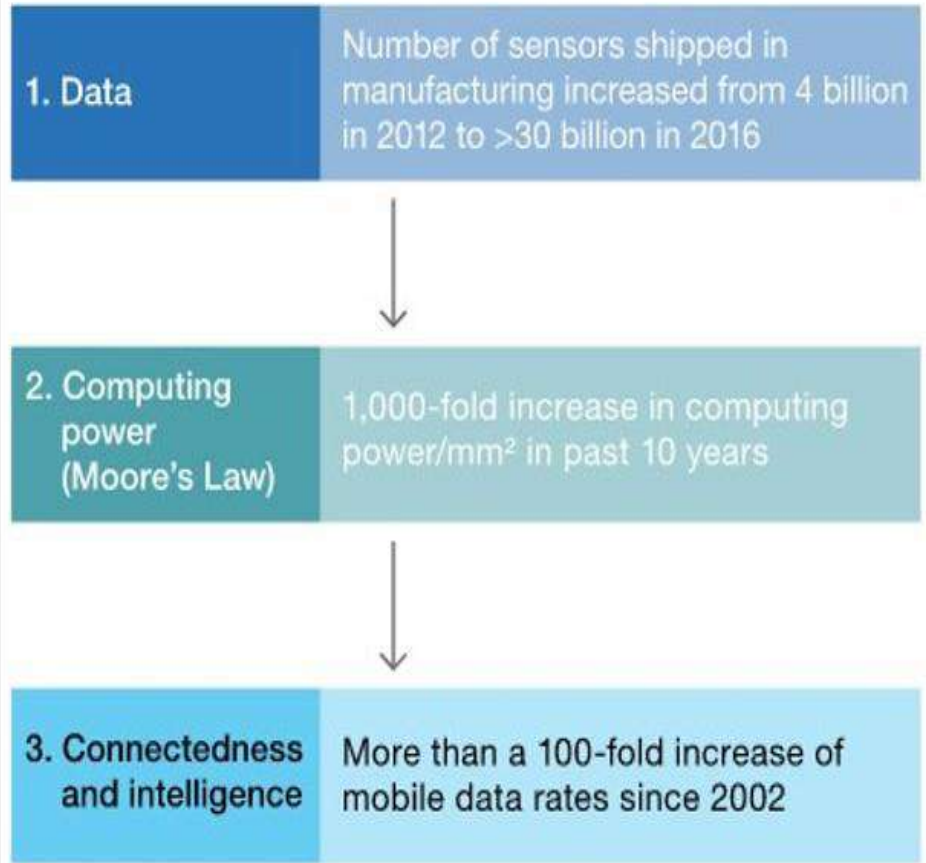 1. Data
Number of sensors shipped in
manufacturing increased from 4 billion
in 2012 to >30 billion in 2016
2. Computing
power
(Moore's Law)
1,000-fold increase in computing
power/mm² in past 10 years
3. Connectedness
and intelligence
More than a 100-fold increase of
mobile data rates since 2002